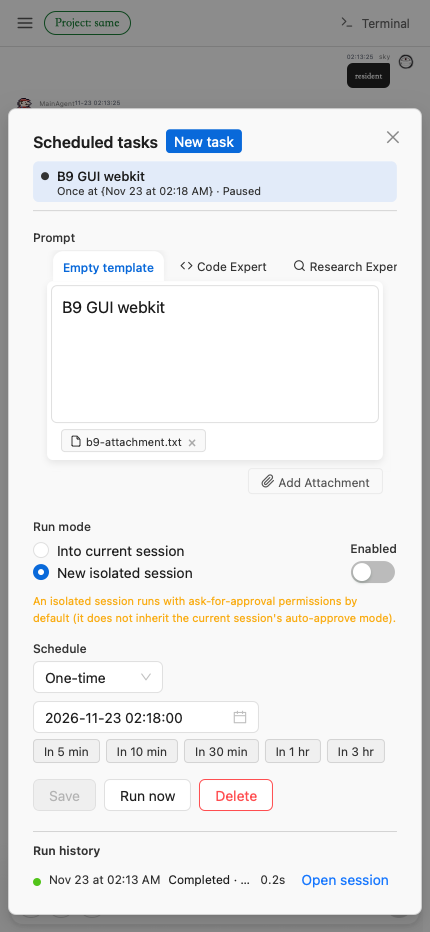 Project: same
Terminal
02:13:25 sky
resident
MainAgent 11-23 02:13:25
Scheduled tasks
New task
B9 GUI webkit
Once at {Nov 23 at 02:18 AM} · Paused
Prompt
Empty template
Code Expert
Research Exper
B9 GUI webkit
b9-attachment.txt
Add Attachment
Run mode
Into current session
Enabled
New isolated session
An isolated session runs with ask-for-approval permissions by
default (it does not inherit the current session's auto-approve mode).
Schedule
One-time
2026-11-23 02:18:00
In 5 min
In 10 min
In 30 min
In 1 hr
In 3 hr
Save
Run now
Delete
Run history
Nov 23 at 02:13 AM Completed · ... 0.2s Open session